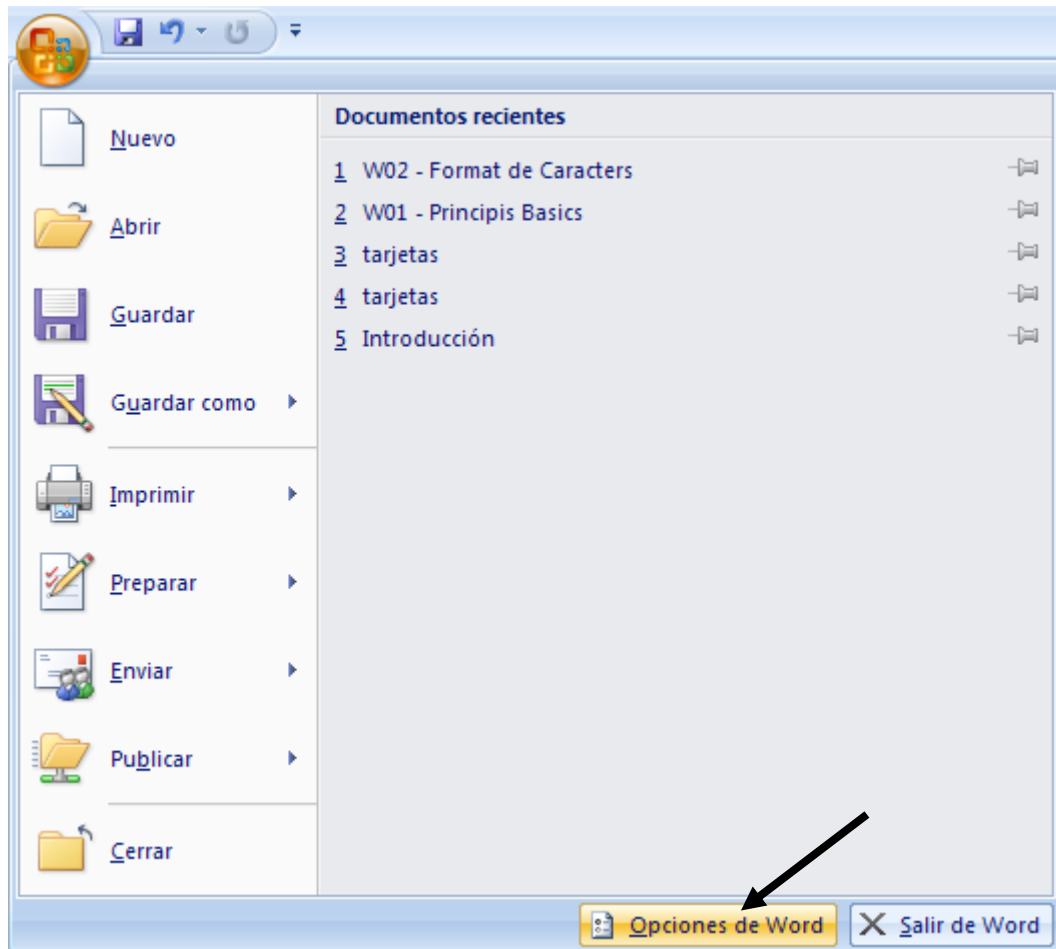 Nuevo
Abrir
Guardar
Guardar como
Imprimir
Preparar
Enviar
Publicar
Cerrar
Documentos recientes
1 W02 - Format de Caracters
2 W01 - Principis Basics
3 tarjetas
4 tarjetas
5 Introducción
Opciones de Word
Salir de Word